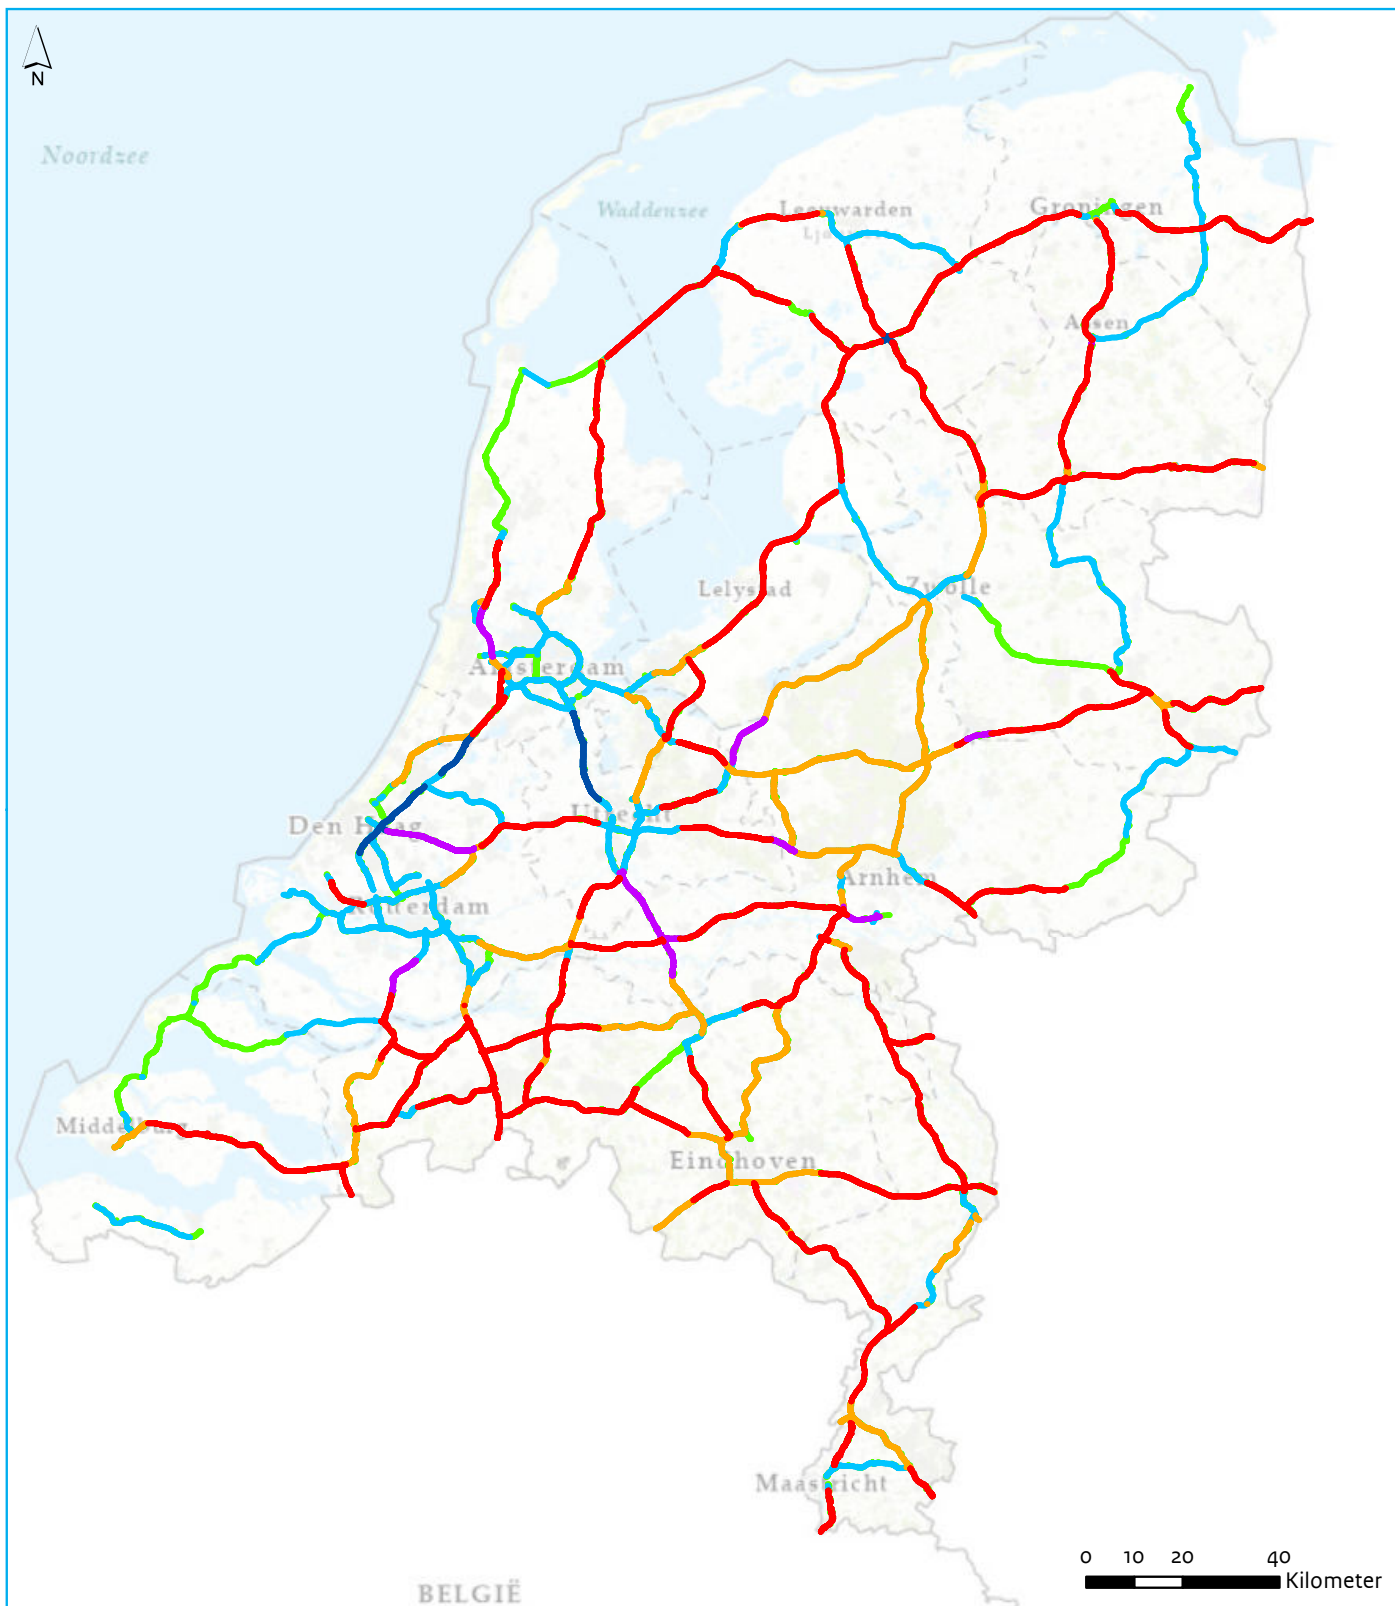 N
Noordzee
Waddenzee
Leeuwarden
Groningen
Assen
Lelystad
Zwolle
Amsterdam
Den Haag
Utrecht
Arnhem
Rotterdam
Middelburg
Eindhoven
Maastricht
0 10 20 40
Kilometer
BELGIË